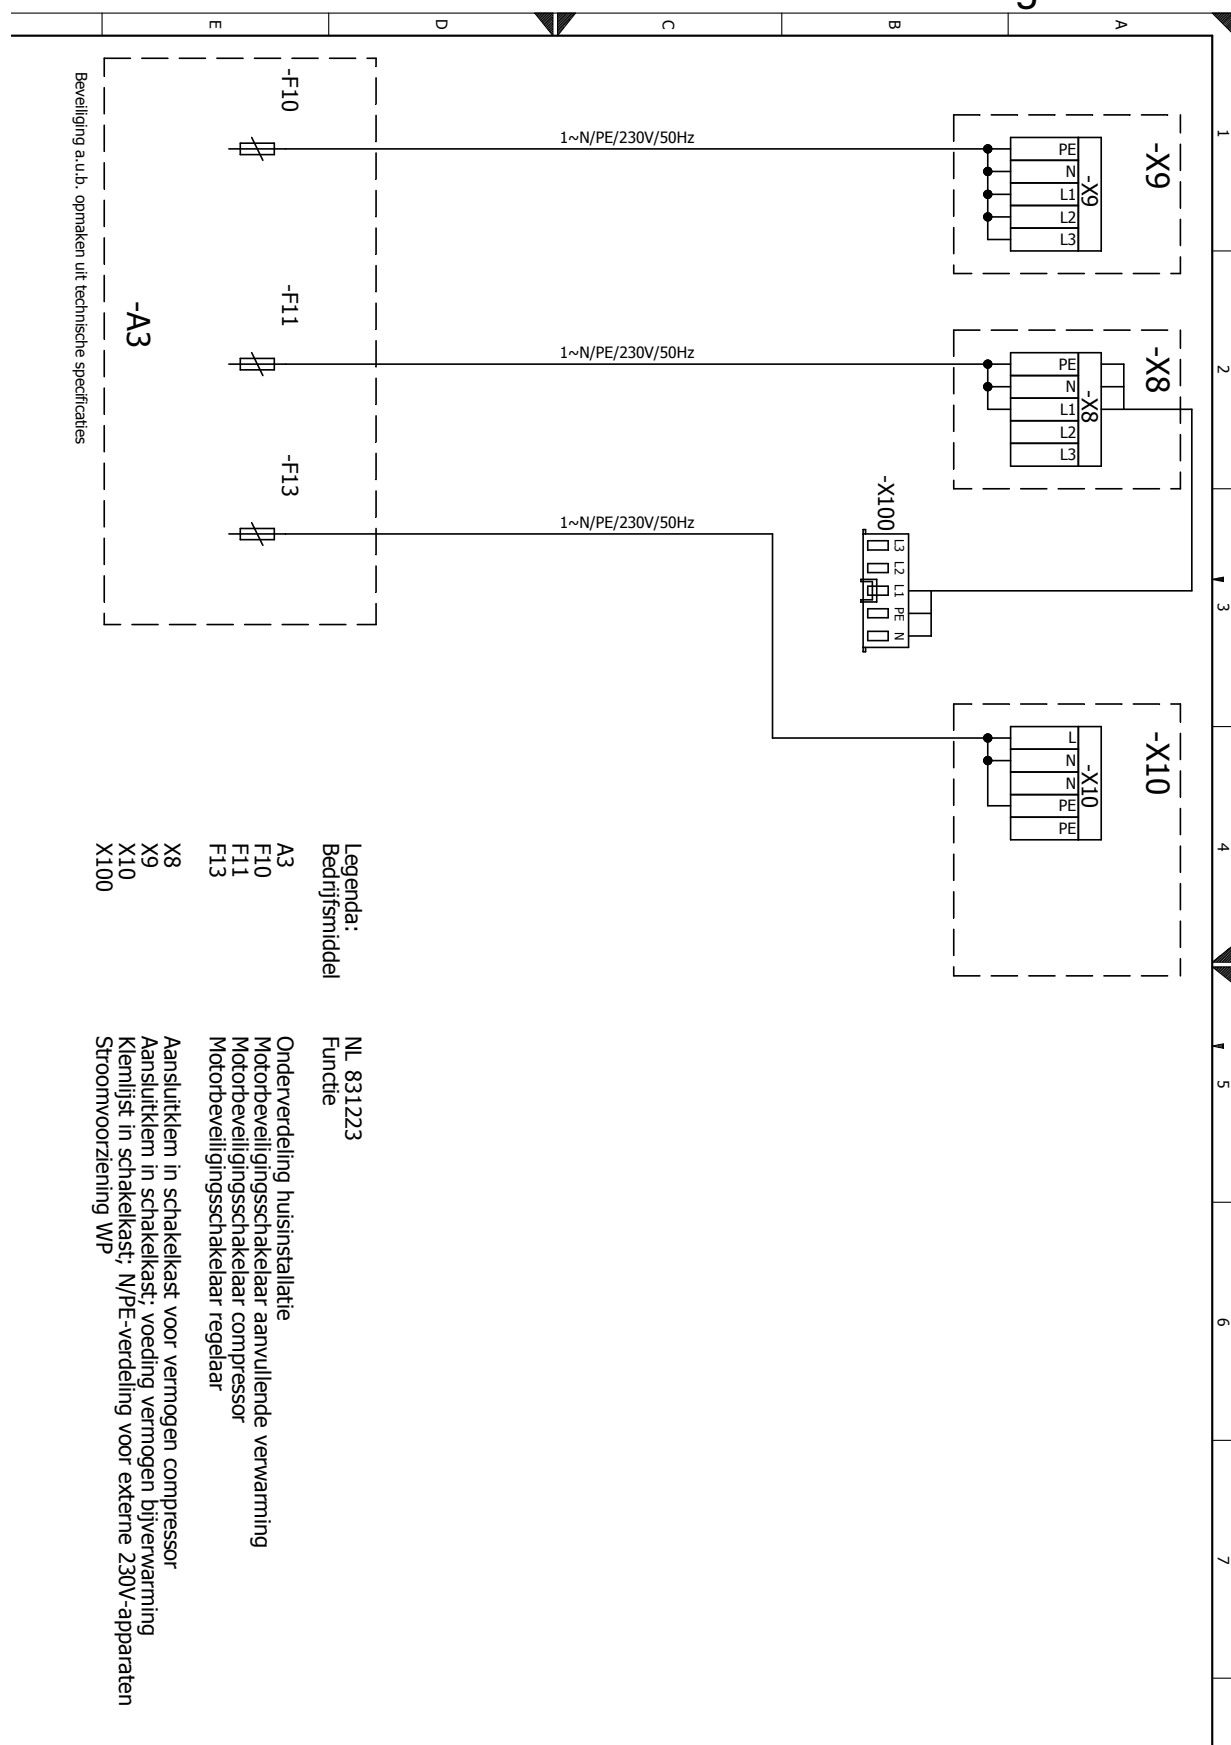 A
B
C
D
E
1
2
3
4
5
6
7
-X9
-X9
PE
N
L1
L2
L3
-X8
-X8
PE
N
L1
L2
L3
-X100
L3
L2
L1
PE
N
-X10
-X10
L
N
N
PE
PE
1~N/PE/230V/50Hz
1~N/PE/230V/50Hz
1~N/PE/230V/50Hz
-F10
-F11
-F13
-A3
Beveiliging a.u.b. opmaken uit technische specificaties
Legenda: NL 831223
Bedrijfsmiddel Functie
A3 Onderverdeling huisinstallatie
F10 Motorbeveiligingsschakelaar aanvullende verwarming
F11 Motorbeveiligingsschakelaar compressor
F13 Motorbeveiligingsschakelaar regelaar
X8 Aansluitklem in schakelkast voor vermogen compressor
X9 Aansluitklem in schakelkast; voeding vermogen bijverwarming
X10 Klemlijst in schakelkast; N/PE-verdeling voor externe 230V-apparaten
X100 Stroomvoorziening WP